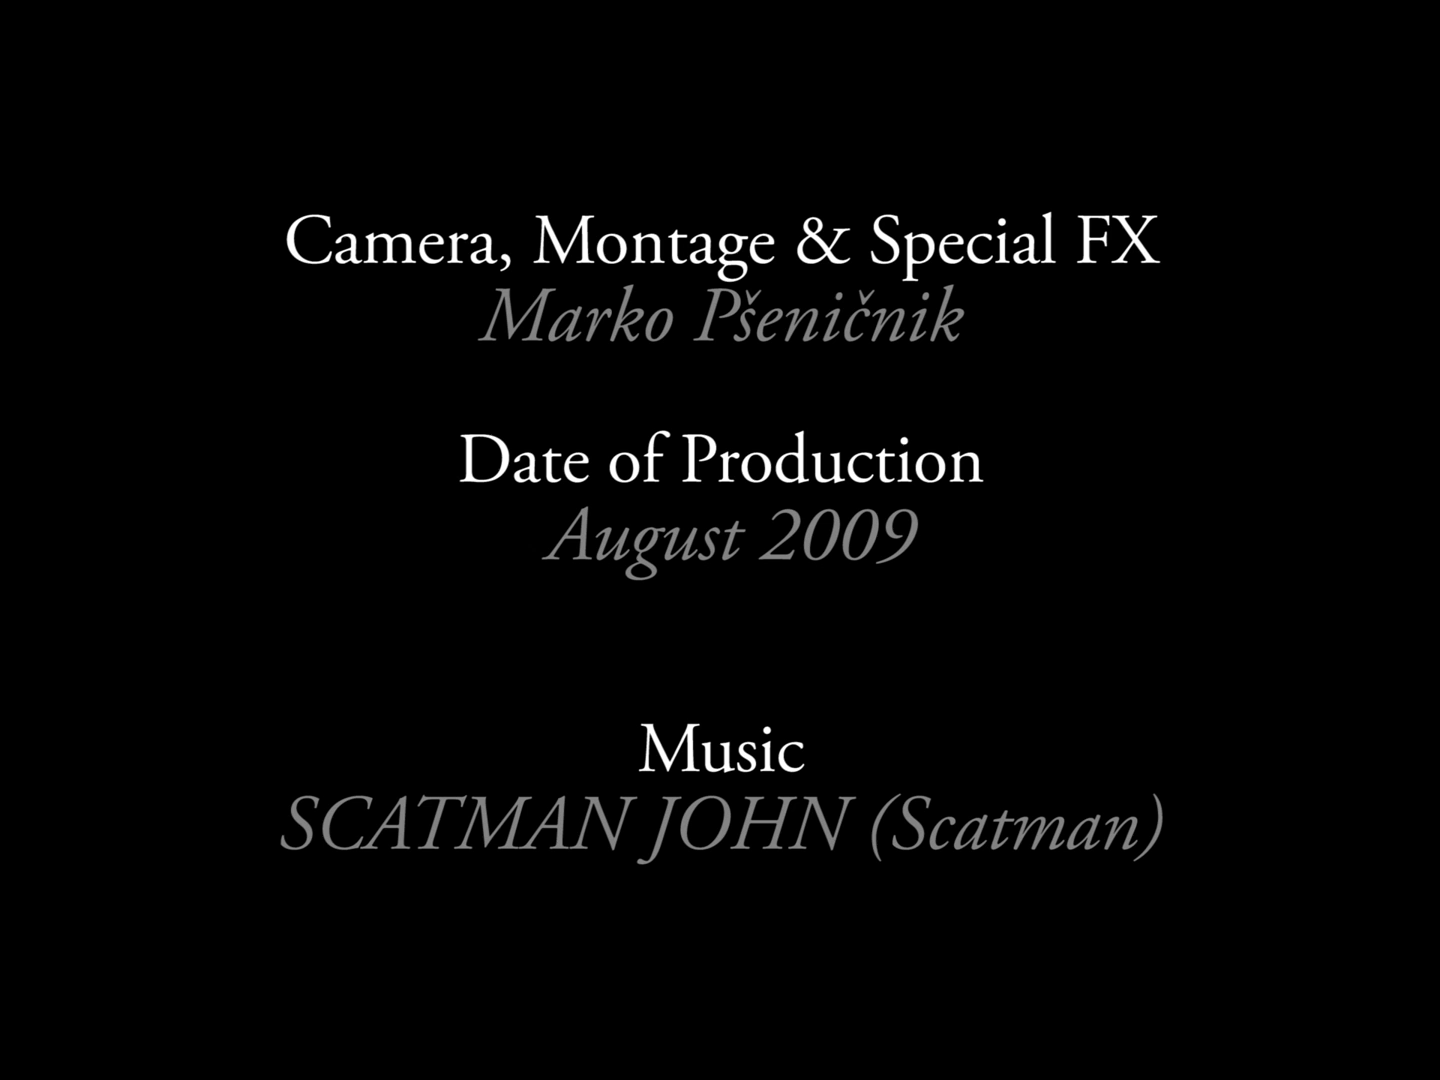 Camera, Montage & Special FX
Marko Pšeničnik
Date of Production
August 2009
Music
SCATMAN JOHN (Scatman)